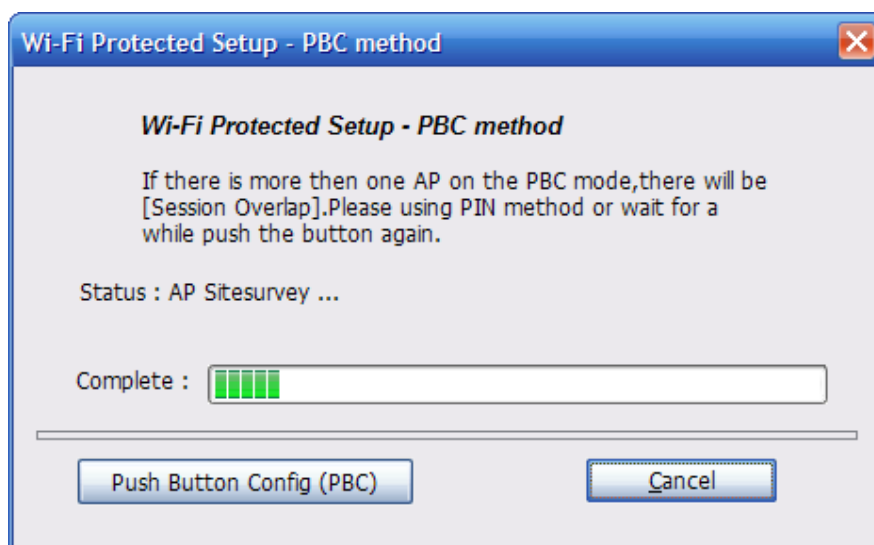 Wi-Fi Protected Setup - PBC method
Wi-Fi Protected Setup - PBC method
If there is more then one AP on the PBC mode,there will be
[Session Overlap].Please using PIN method or wait for a
while push the button again.
Status : AP Sitesurvey ...
Complete :
Push Button Config (PBC) Cancel